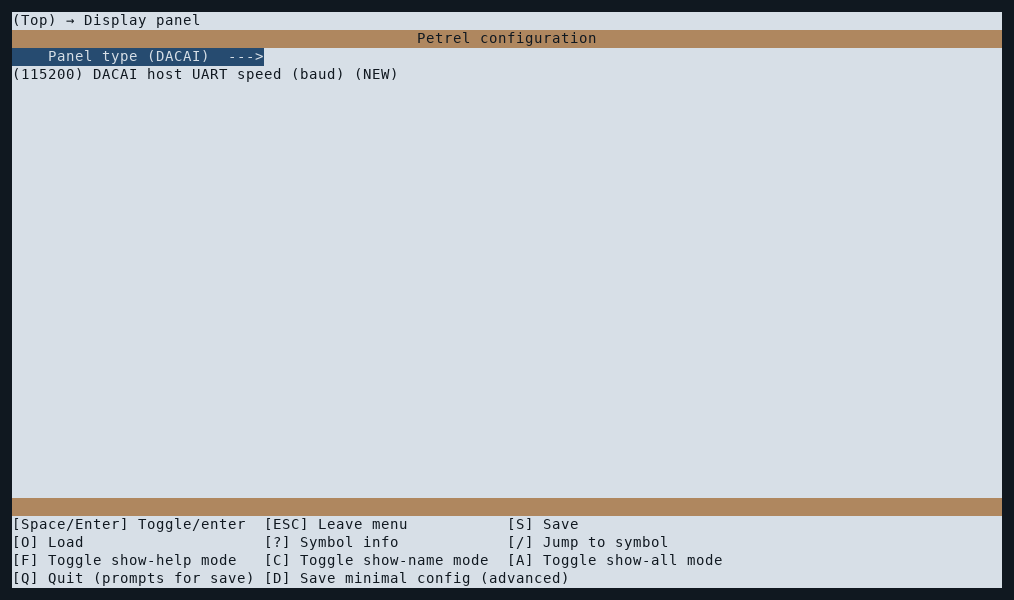 (Top) → Display panel
Petrel configuration
Panel type (DACAI)  --->
(115200) DACAI host UART speed (baud) (NEW)
[Space/Enter] Toggle/enter  [ESC] Leave menu           [S] Save
[O] Load                    [?] Symbol info            [/] Jump to symbol
[F] Toggle show-help mode   [C] Toggle show-name mode  [A] Toggle show-all mode
[Q] Quit (prompts for save) [D] Save minimal config (advanced)